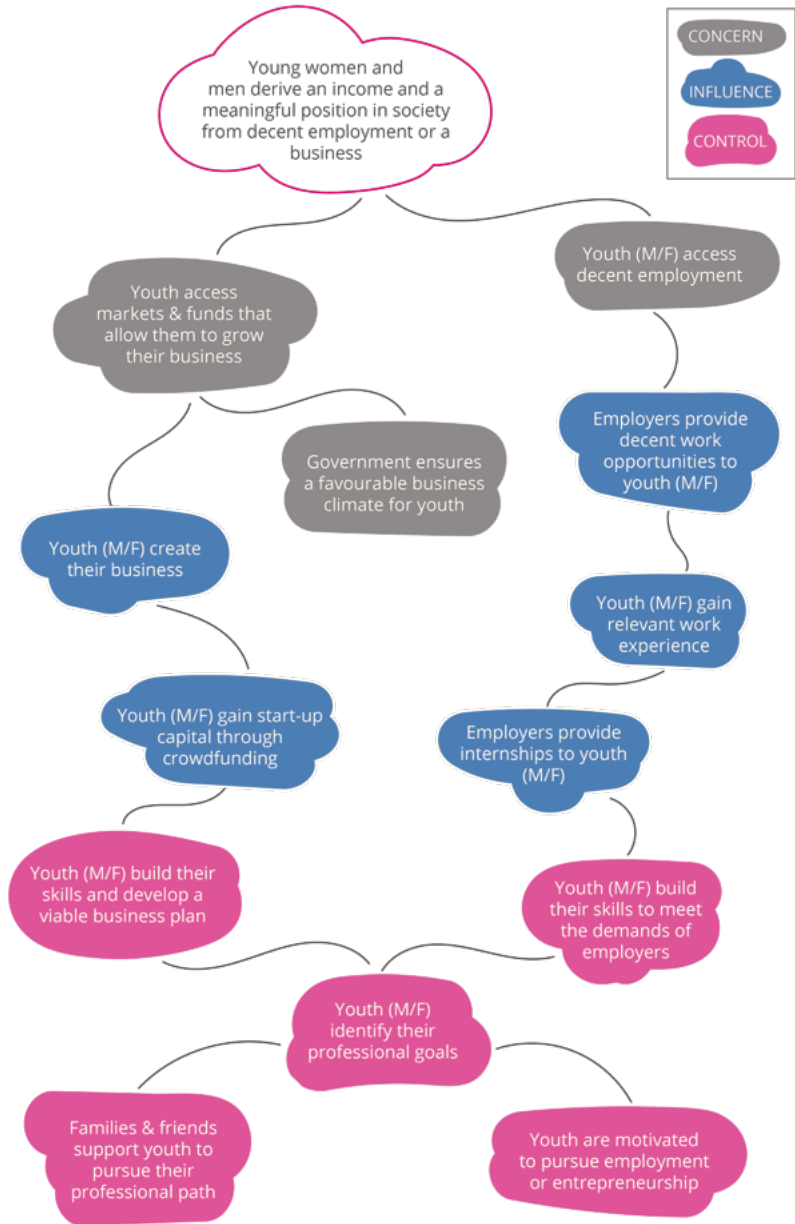 CONCERN
INFLUENCE
CONTROL
Young women and
men derive an income and a
meaningful position in society
from decent employment or a
business
Youth (M/F) access
decent employment
Youth access
markets & funds that
allow them to grow
their business
Employers provide
decent work
opportunities to
youth (M/F)
Government ensures
a favourable business
climate for youth
Youth (M/F) create
their business
Youth (M/F) gain
relevant work
experience
Youth (M/F) gain start-up
capital through
crowdfunding
Employers provide
internships to youth
(M/F)
Youth (M/F) build their
skills and develop a
viable business plan
Youth (M/F) build
their skills to meet
the demands of
employers
Youth (M/F)
identify their
professional goals
Families & friends
support youth to
pursue their
professional path
Youth are motivated
to pursue employment
or entrepreneurship